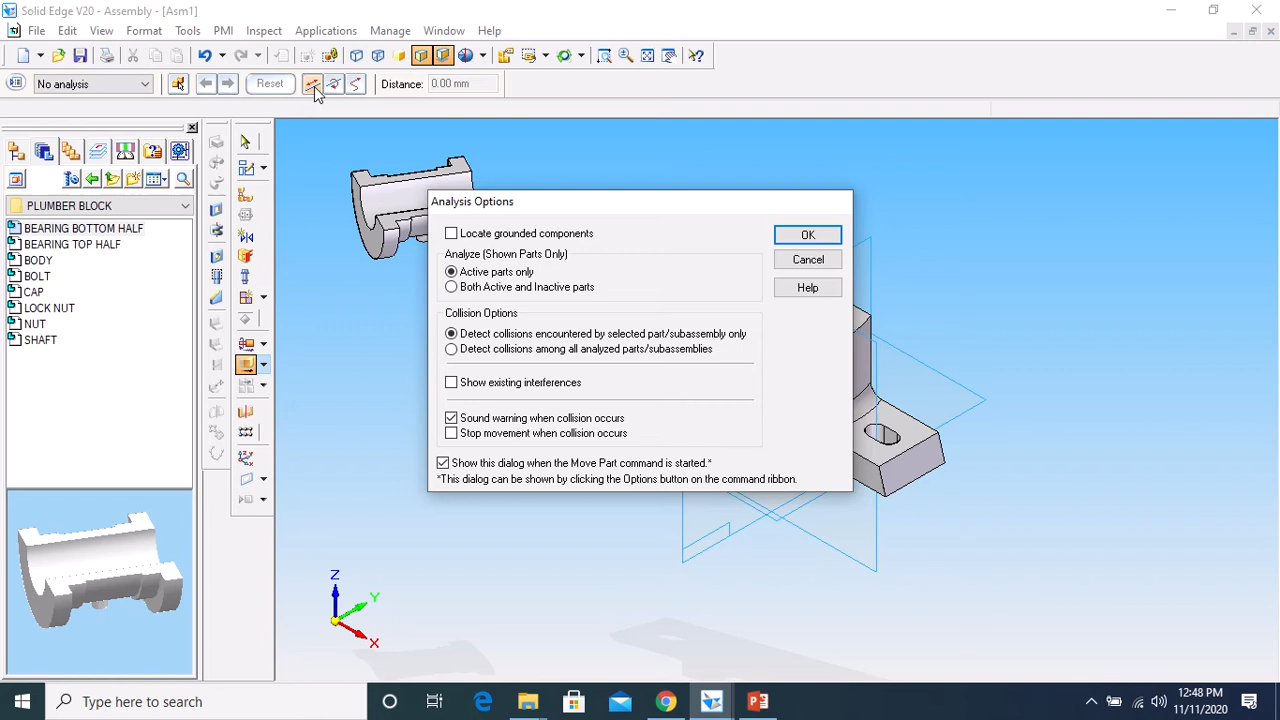 Solid Edge V20 - Assembly - [Asm1]
File Edit View Format Tools PMI Inspect Applications Manage Window Help
No analysis
Reset
Distance: 0.00 mm
PLUMBER BLOCK
BEARING BOTTOM HALF
BEARING TOP HALF
BODY
BOLT
CAP
LOCK NUT
NUT
SHAFT
Analysis Options
Locate grounded components
OK
Analyze (Shown Parts Only)
Cancel
Active parts only
Both Active and Inactive parts
Help
Collision Options
Detect collisions encountered by selected part/subassembly only
Detect collisions among all analyzed parts/subassemblies
Show existing interferences
Sound warning when collision occurs
Stop movement when collision occurs
Show this dialog when the Move Part command is started.*
*This dialog can be shown by clicking the Options button on the command ribbon.
Z
Y
X
Type here to search
12:48 PM
11/11/2020